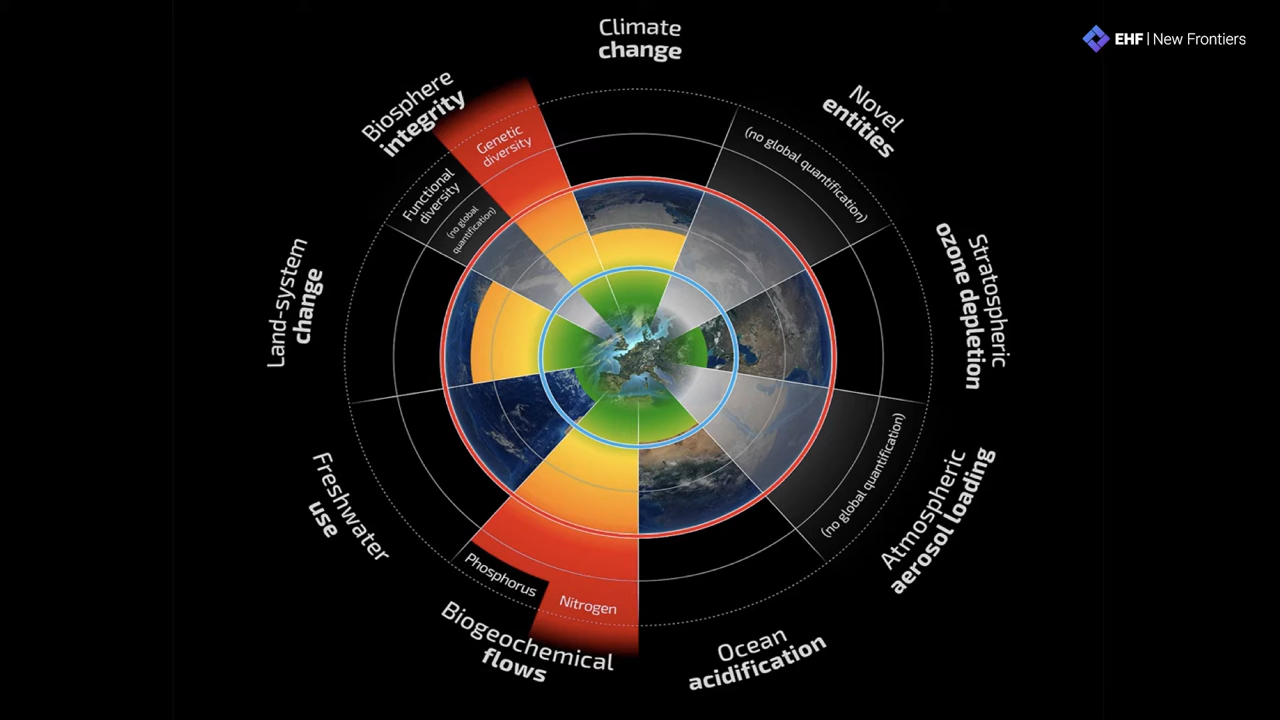 Climate
change
EHF | New Frontiers
Biosphere
integrity
Novel
entities
Genetic
diversity
(no global quantification)
Functional
diversity
(no global
quantification)
Stratospheric
ozone depletion
Land-system
change
(no global quantification)
Atmospheric
aerosol loading
Freshwater
use
Phosphorus
Nitrogen
Biogeochemical
flows
Ocean
acidification